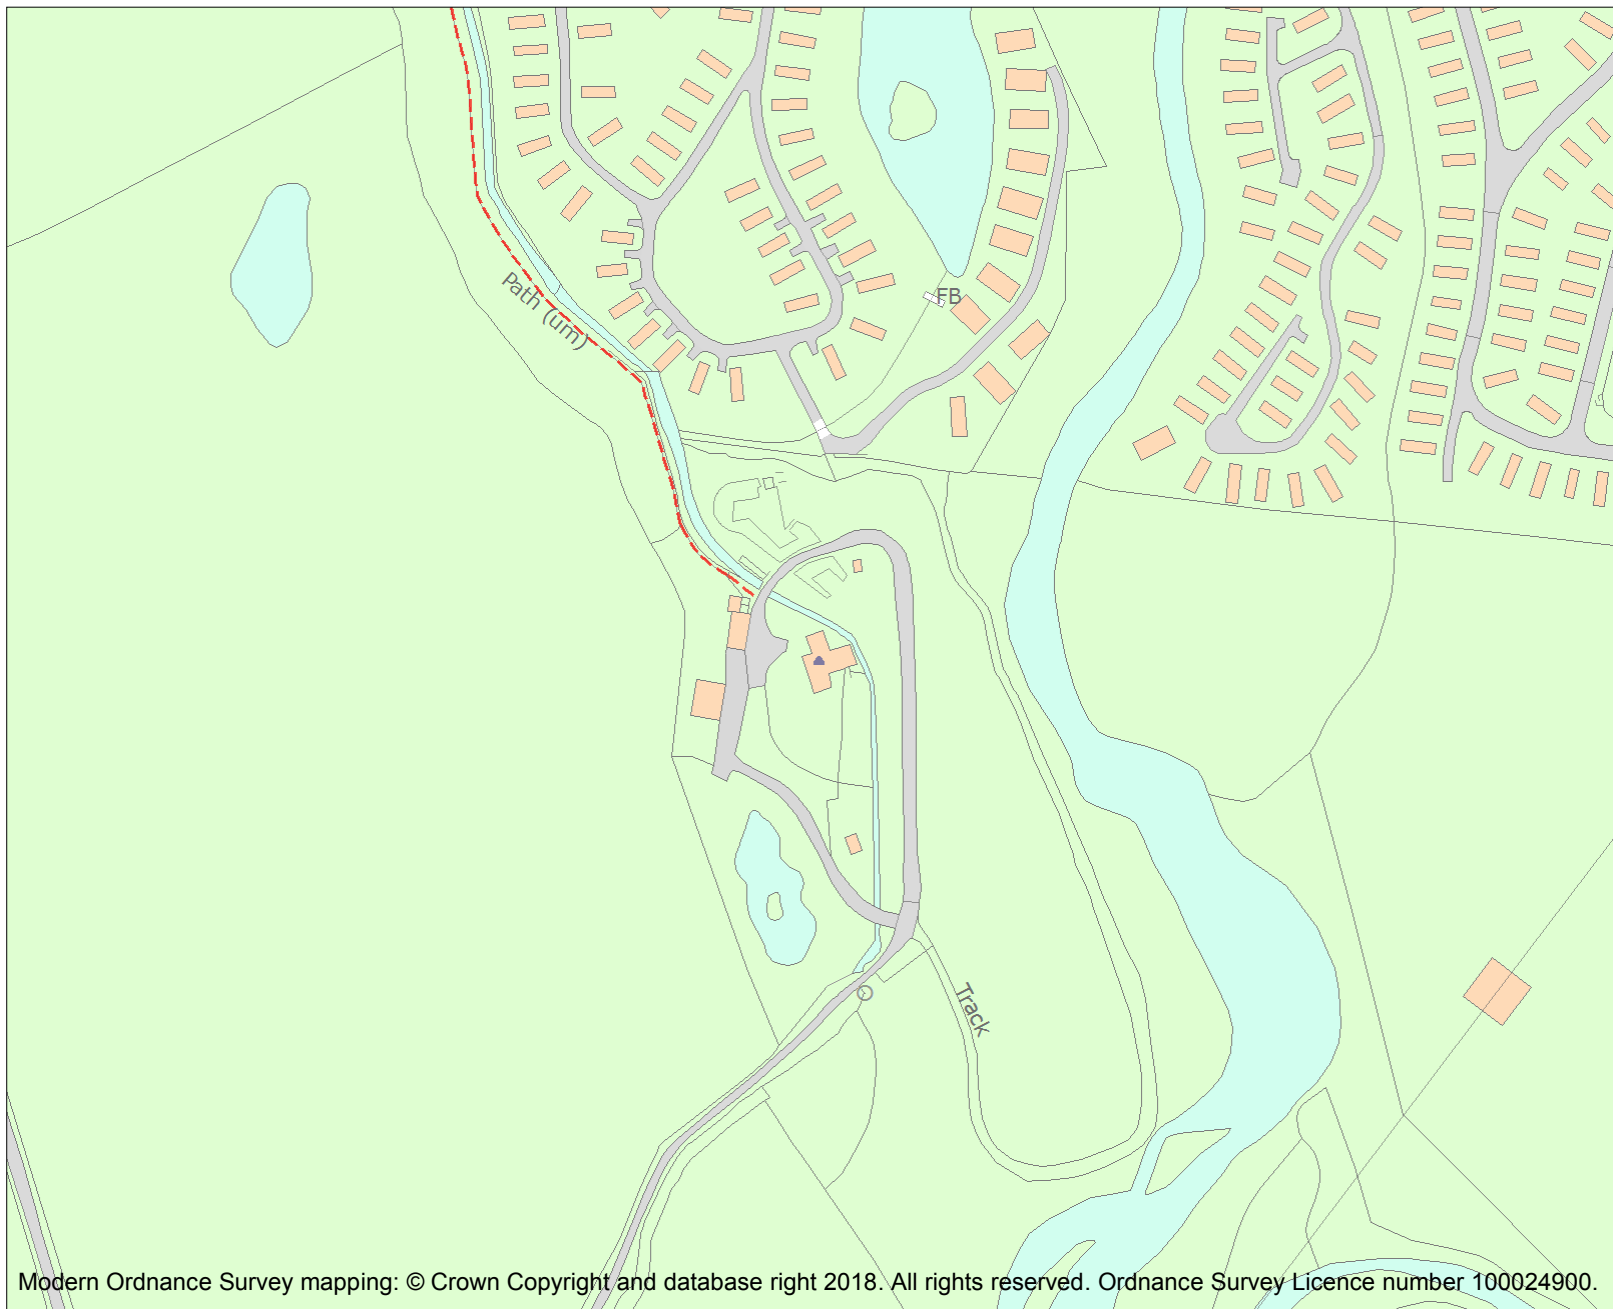 Path (um)
FB
Track
Modern Ordnance Survey mapping: © Crown Copyright and database right 2018. All rights reserved. Ordnance Survey Licence number 100024900.